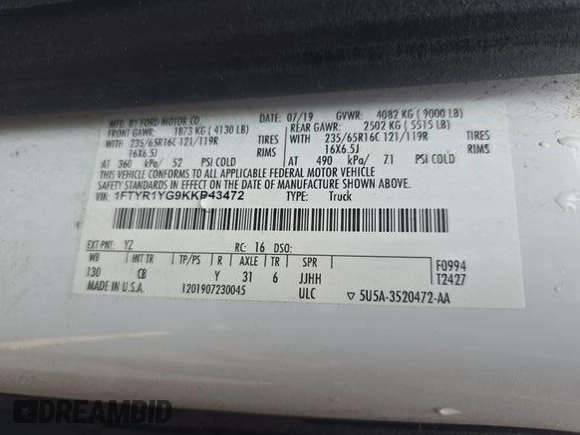 MFD. BY FORD MOTOR CO. DATE: 07/19 GVWR: 4082 KG ( 9000 LB)
FRONT GAWR: 1873 KG ( 4130 LB) REAR GAWR: 2502 KG ( 5515 LB)
WITH 235/65R16C 121/119R TIRES WITH 235/65R16C 121/119R TIRES
16X6.5J RIMS 16X6.5J RIMS
AT 360 kPa/ 52 PSI COLD AT 490 kPa/ 71 PSI COLD
THIS VEHICLE CONFORMS TO ALL APPLICABLE FEDERAL MOTOR VEHICLE
SAFETY STANDARDS IN EFFECT ON THE DATE OF MANUFACTURE SHOWN ABOVE.
VIN: 1FTYR1YG9KKB43472 TYPE: Truck
EXT PNT: YZ RC: 16 DSO:
WB INT TR TP/PS R AXLE TR SPR F0994
130 CB Y 31 6 JJHH T2427
MADE IN U.S.A. 1201907230045 ULC ▽ 5U5A-3520472-AA
DREAMBID